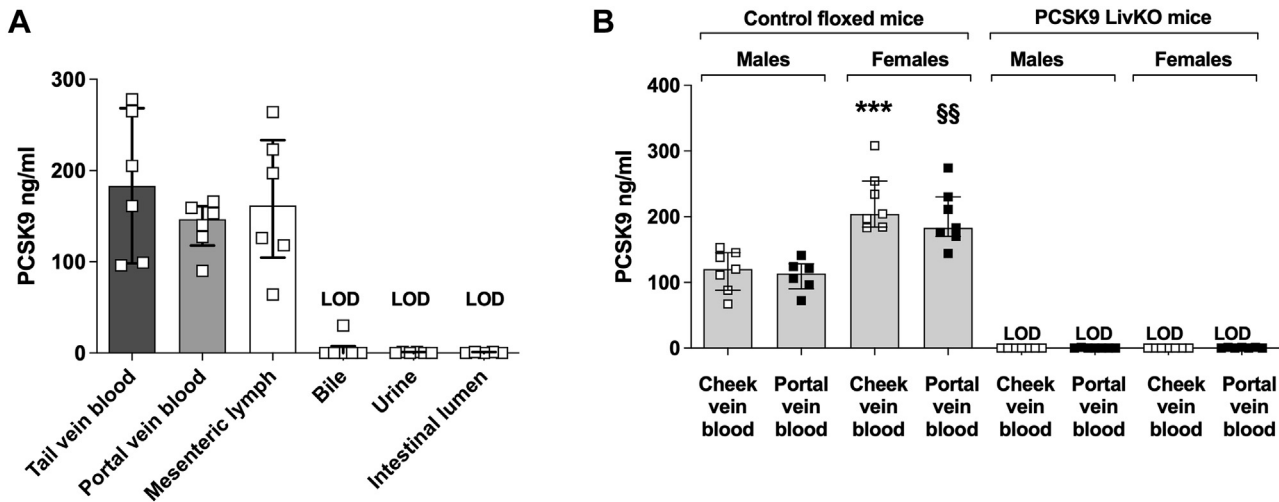 A
PCSK9 ng/ml
300
200
100
0
LOD LOD LOD
Tail vein blood
Portal vein blood
Mesenteric lymph
Bile
Urine
Intestinal lumen
B
Control floxed mice PCSK9 LivKO mice
Males Females Males Females
PCSK9 ng/ml
400
300
200
100
0
*** §§
LOD LOD LOD LOD
Cheek Portal Cheek Portal Cheek Portal Cheek Portal
vein vein vein vein vein vein vein vein
blood blood blood blood blood blood blood blood